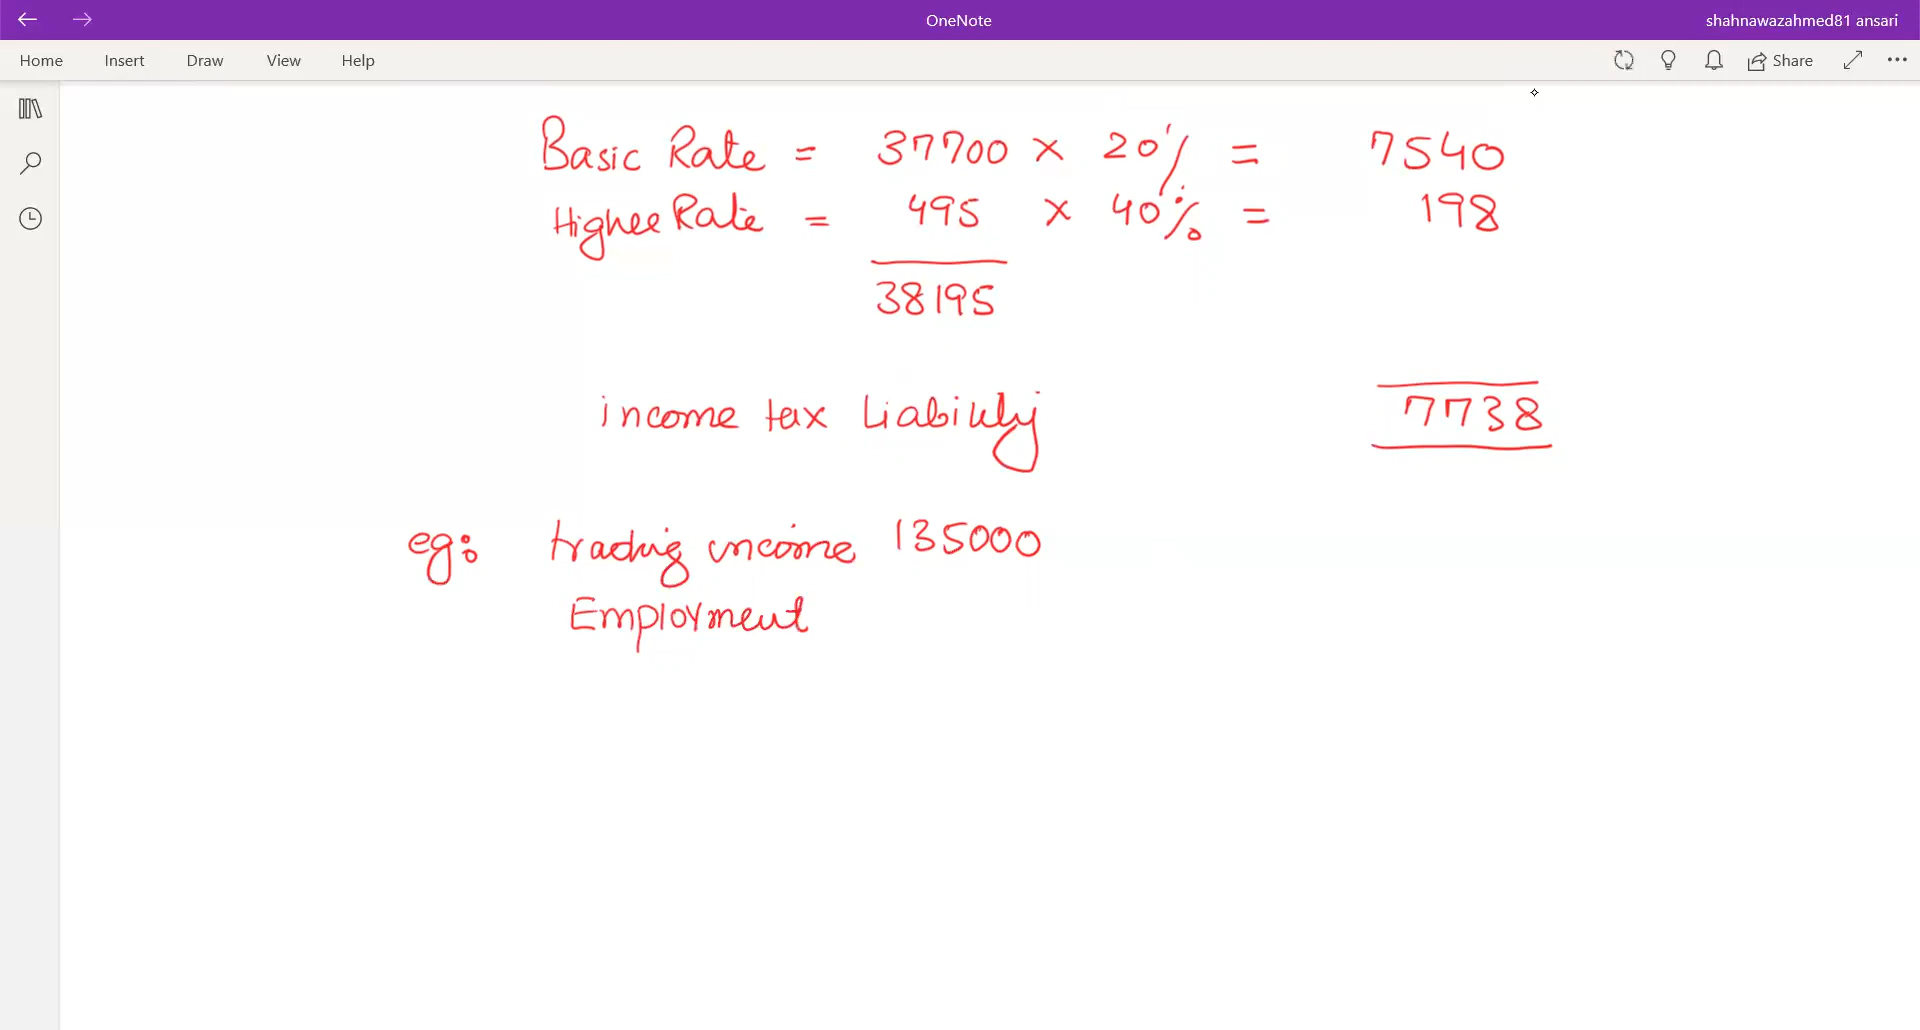 OneNote
shahnawazahmed81 ansari
Home Insert Draw View Help
Share
Basic Rate = 37700 × 20% = 7540
Higher Rate = 495 × 40% = 198
38195
income tax Liability 7738
eg: trading income 135000
Employment